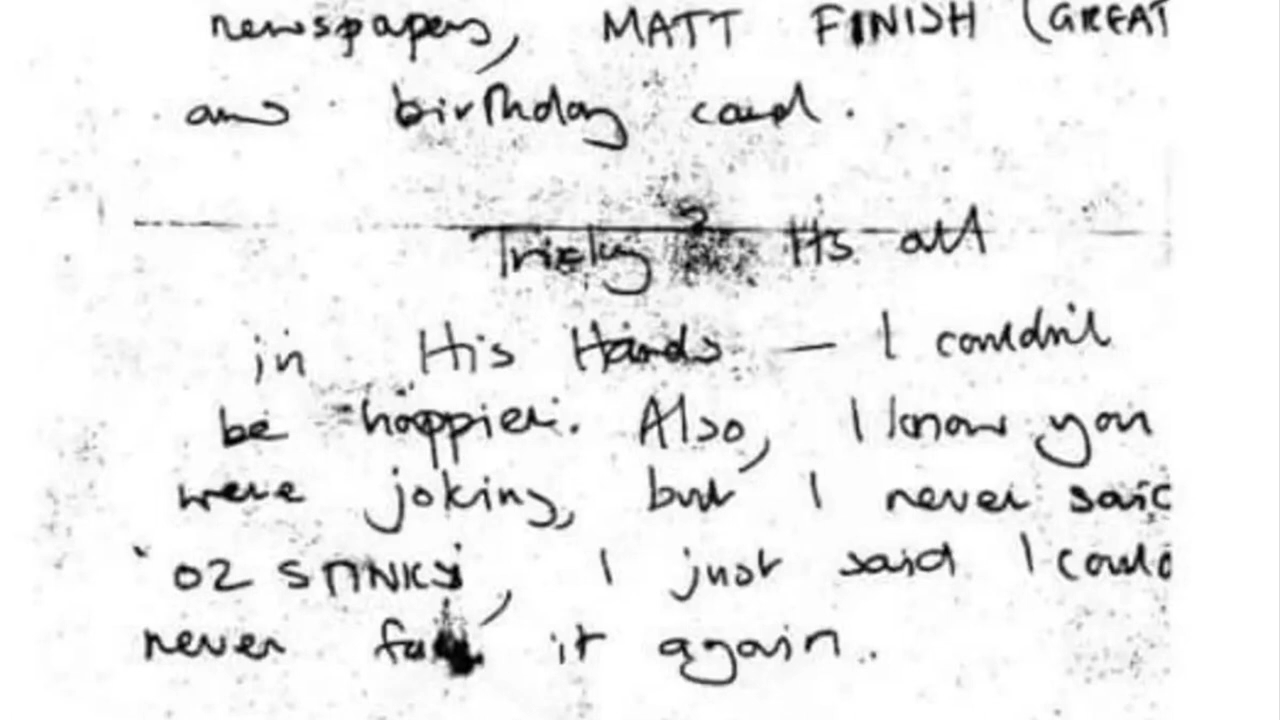 newspapers, MATT FINISH (GREAT
and birthday card.
Tricky? Its all
in His Hands — I couldn't
be happier. Also, I know you
were joking, but I never said
'OZ STINKS', I just said I could
never it again.